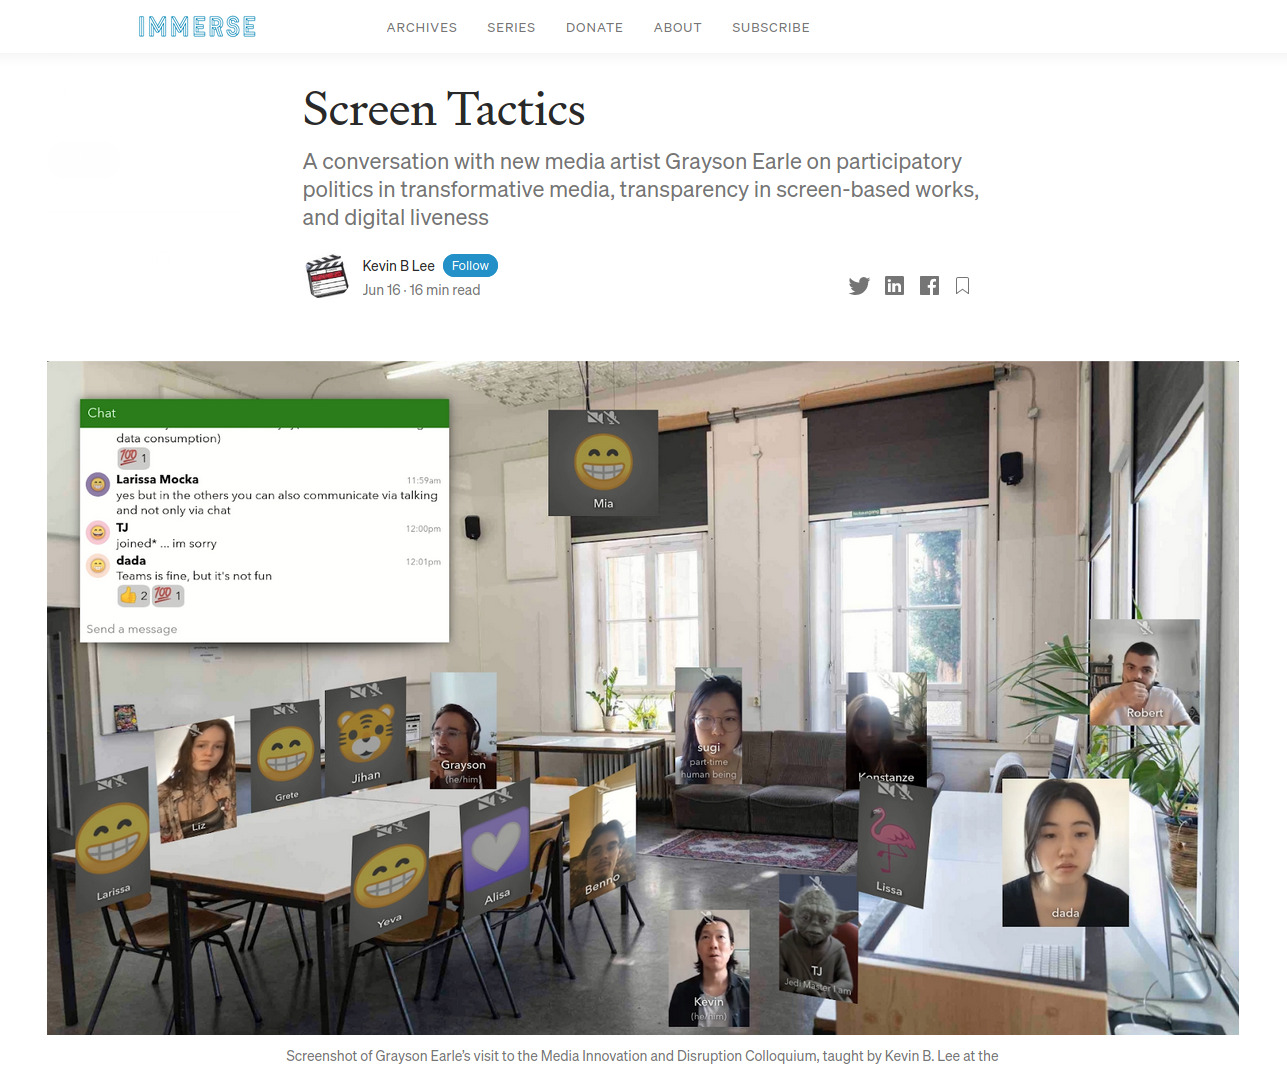 IMMERSE
ARCHIVES
SERIES
DONATE
ABOUT
SUBSCRIBE
Screen Tactics
A conversation with new media artist Grayson Earle on participatory
politics in transformative media, transparency in screen-based works,
and digital liveness
Kevin B Lee
Follow
Jun 16 · 16 min read
Chat
data consumption)
💯 1
Larissa Mocka
11:59am
yes but in the others you can also communicate via talking
and not only via chat
TJ
12:00pm
joined* ... im sorry
dada
12:01pm
Teams is fine, but it's not fun
👍 2 💯 1
Send a message
Mia
Robert
sugi
part-time
human being
Konstanze
Grayson
(he/him)
Jihan
Grete
Liz
Larissa
Yeva
Alisa
Benno
Lissa
dada
TJ
Jedi Master I am
Kevin
(he/him)
Screenshot of Grayson Earle's visit to the Media Innovation and Disruption Colloquium, taught by Kevin B. Lee at the